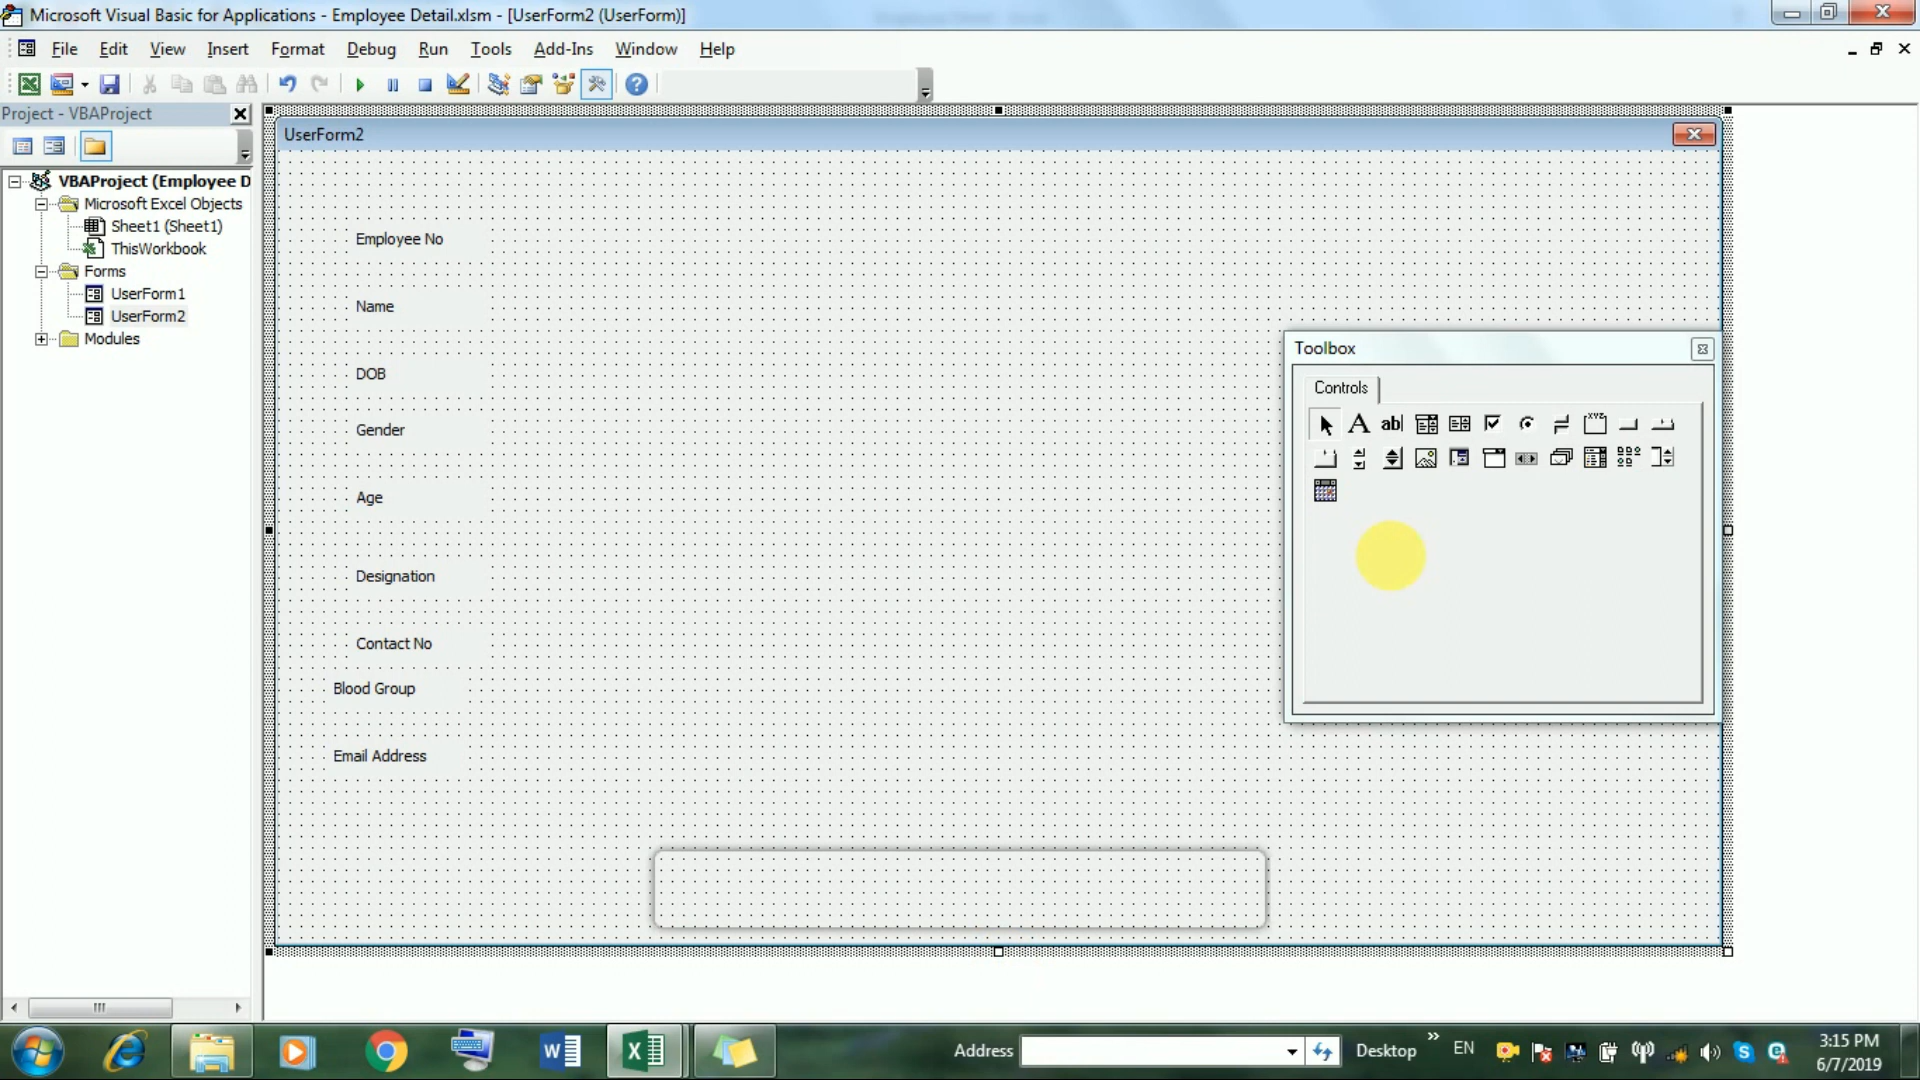 Microsoft Visual Basic for Applications - Employee Detail.xlsm - [UserForm2 (UserForm)]
File Edit View Insert Format Debug Run Tools Add-Ins Window Help
Project - VBAProject
VBAProject (Employee D
Microsoft Excel Objects
Sheet1 (Sheet1)
ThisWorkbook
Forms
UserForm1
UserForm2
Modules
UserForm2
Employee No
Name
DOB
Gender
Age
Designation
Contact No
Blood Group
Email Address
Toolbox
Controls
A ab|
XYZ
Address
Desktop
EN
3:15 PM
6/7/2019